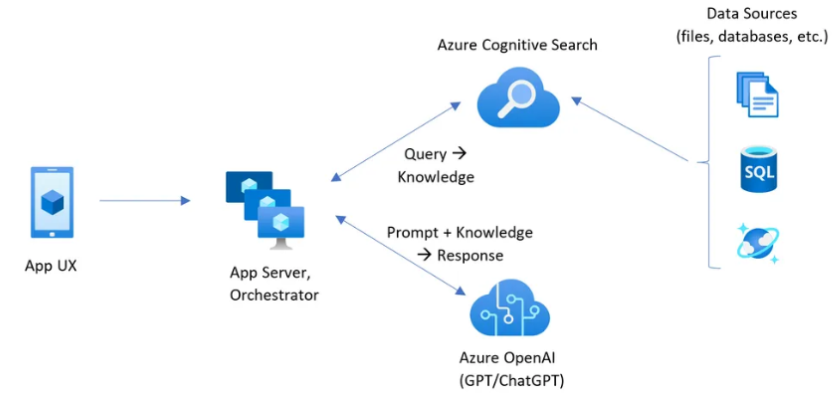 Data Sources
(files, databases, etc.)
Azure Cognitive Search
SQL
Query →
Knowledge
Prompt + Knowledge
→ Response
App UX
App Server,
Orchestrator
Azure OpenAI
(GPT/ChatGPT)